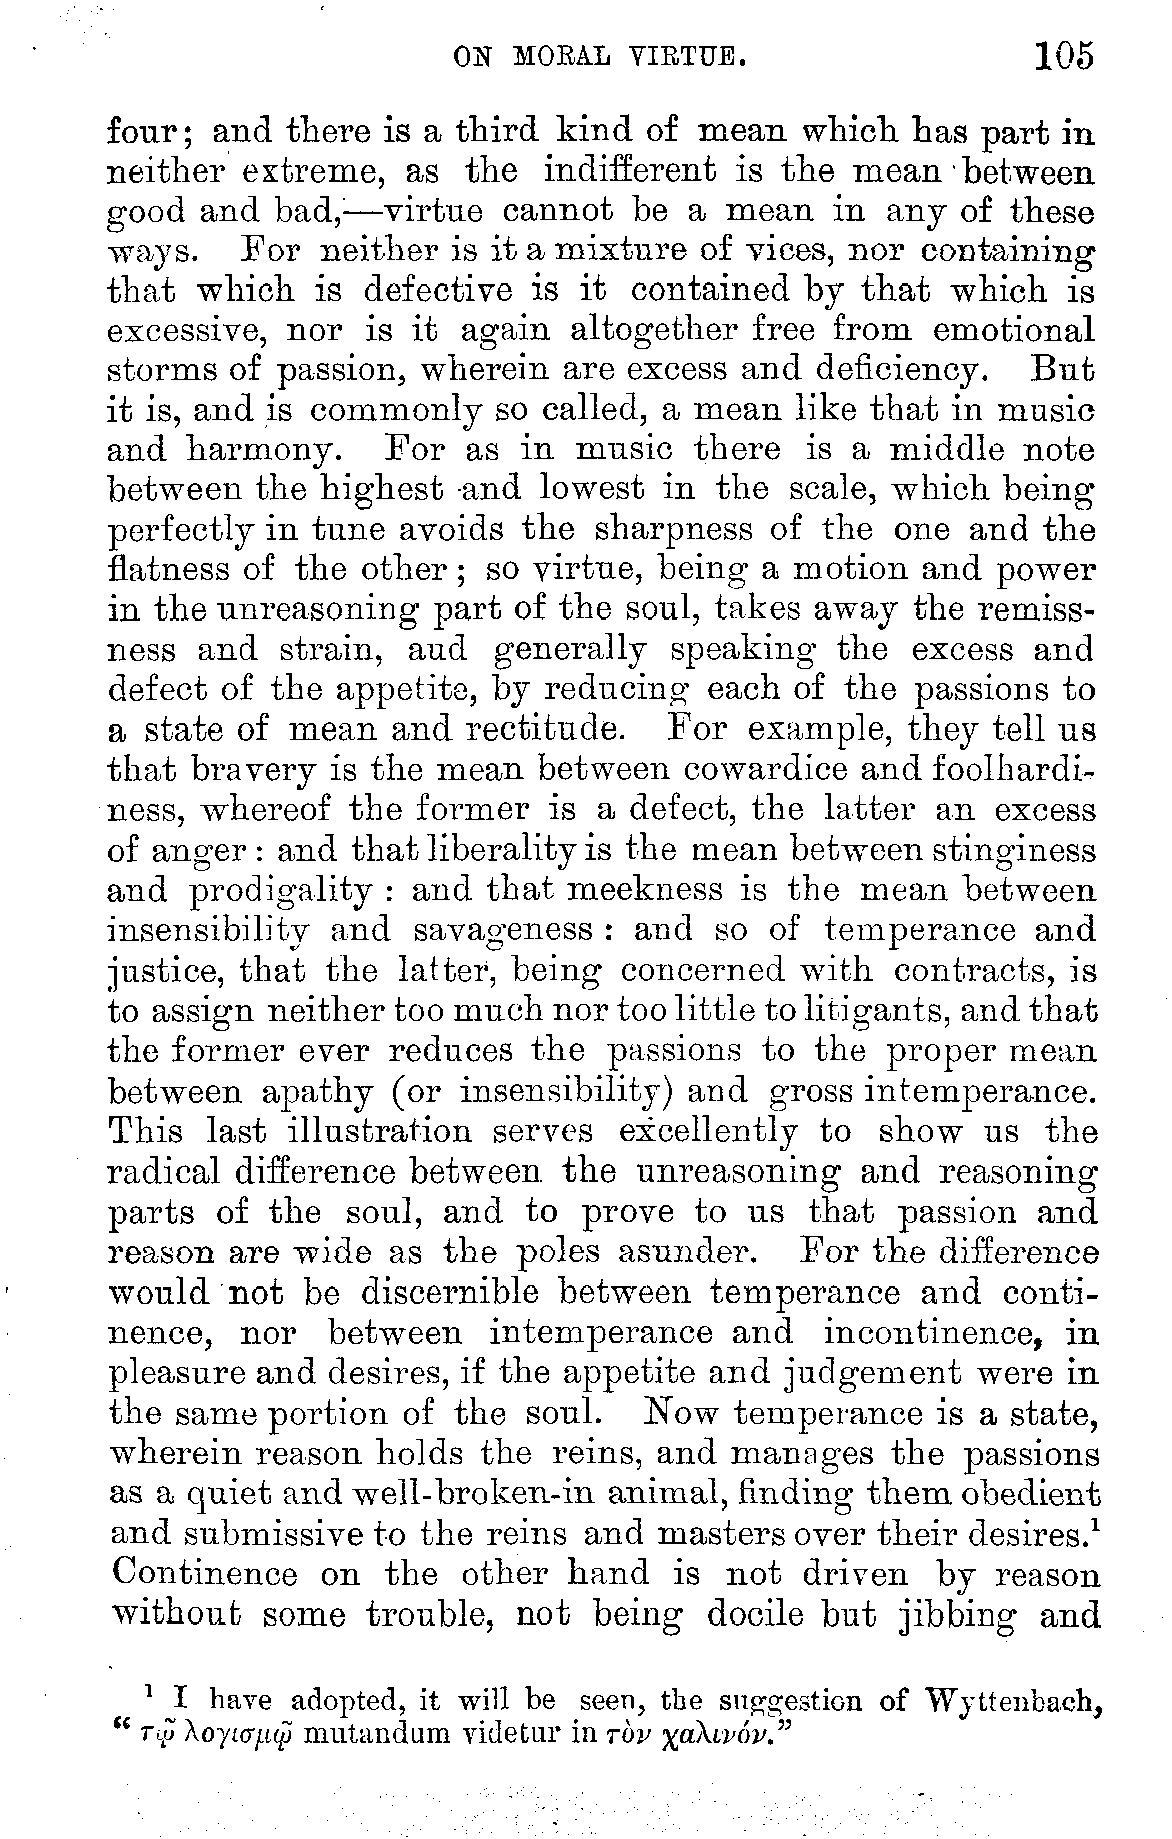 ON MORAL VIRTUE. 105
four; and there is a third kind of mean which has part in
neither extreme, as the indifferent is the mean between
good and bad,—virtue cannot be a mean in any of these
ways. For neither is it a mixture of vices, nor containing
that which is defective is it contained by that which is
excessive, nor is it again altogether free from emotional
storms of passion, wherein are excess and deficiency. But
it is, and is commonly so called, a mean like that in music
and harmony. For as in music there is a middle note
between the highest and lowest in the scale, which being
perfectly in tune avoids the sharpness of the one and the
flatness of the other; so virtue, being a motion and power
in the unreasoning part of the soul, takes away the remiss-
ness and strain, aud generally speaking the excess and
defect of the appetite, by reducing each of the passions to
a state of mean and rectitude. For example, they tell us
that bravery is the mean between cowardice and foolhardi-
ness, whereof the former is a defect, the latter an excess
of anger: and that liberality is the mean between stinginess
and prodigality: and that meekness is the mean between
insensibility and savageness: and so of temperance and
justice, that the latter, being concerned with contracts, is
to assign neither too much nor too little to litigants, and that
the former ever reduces the passions to the proper mean
between apathy (or insensibility) and gross intemperance.
This last illustration serves excellently to show us the
radical difference between the unreasoning and reasoning
parts of the soul, and to prove to us that passion and
reason are wide as the poles asunder. For the difference
would not be discernible between temperance and conti-
nence, nor between intemperance and incontinence, in
pleasure and desires, if the appetite and judgement were in
the same portion of the soul. Now temperance is a state,
wherein reason holds the reins, and manages the passions
as a quiet and well-broken-in animal, finding them obedient
and submissive to the reins and masters over their desires.¹
Continence on the other hand is not driven by reason
without some trouble, not being docile but jibbing and
¹ I have adopted, it will be seen, the suggestion of Wyttenbach,
“ τῷ λογισμῷ mutandum videtur in τὸν χαλινόν.”